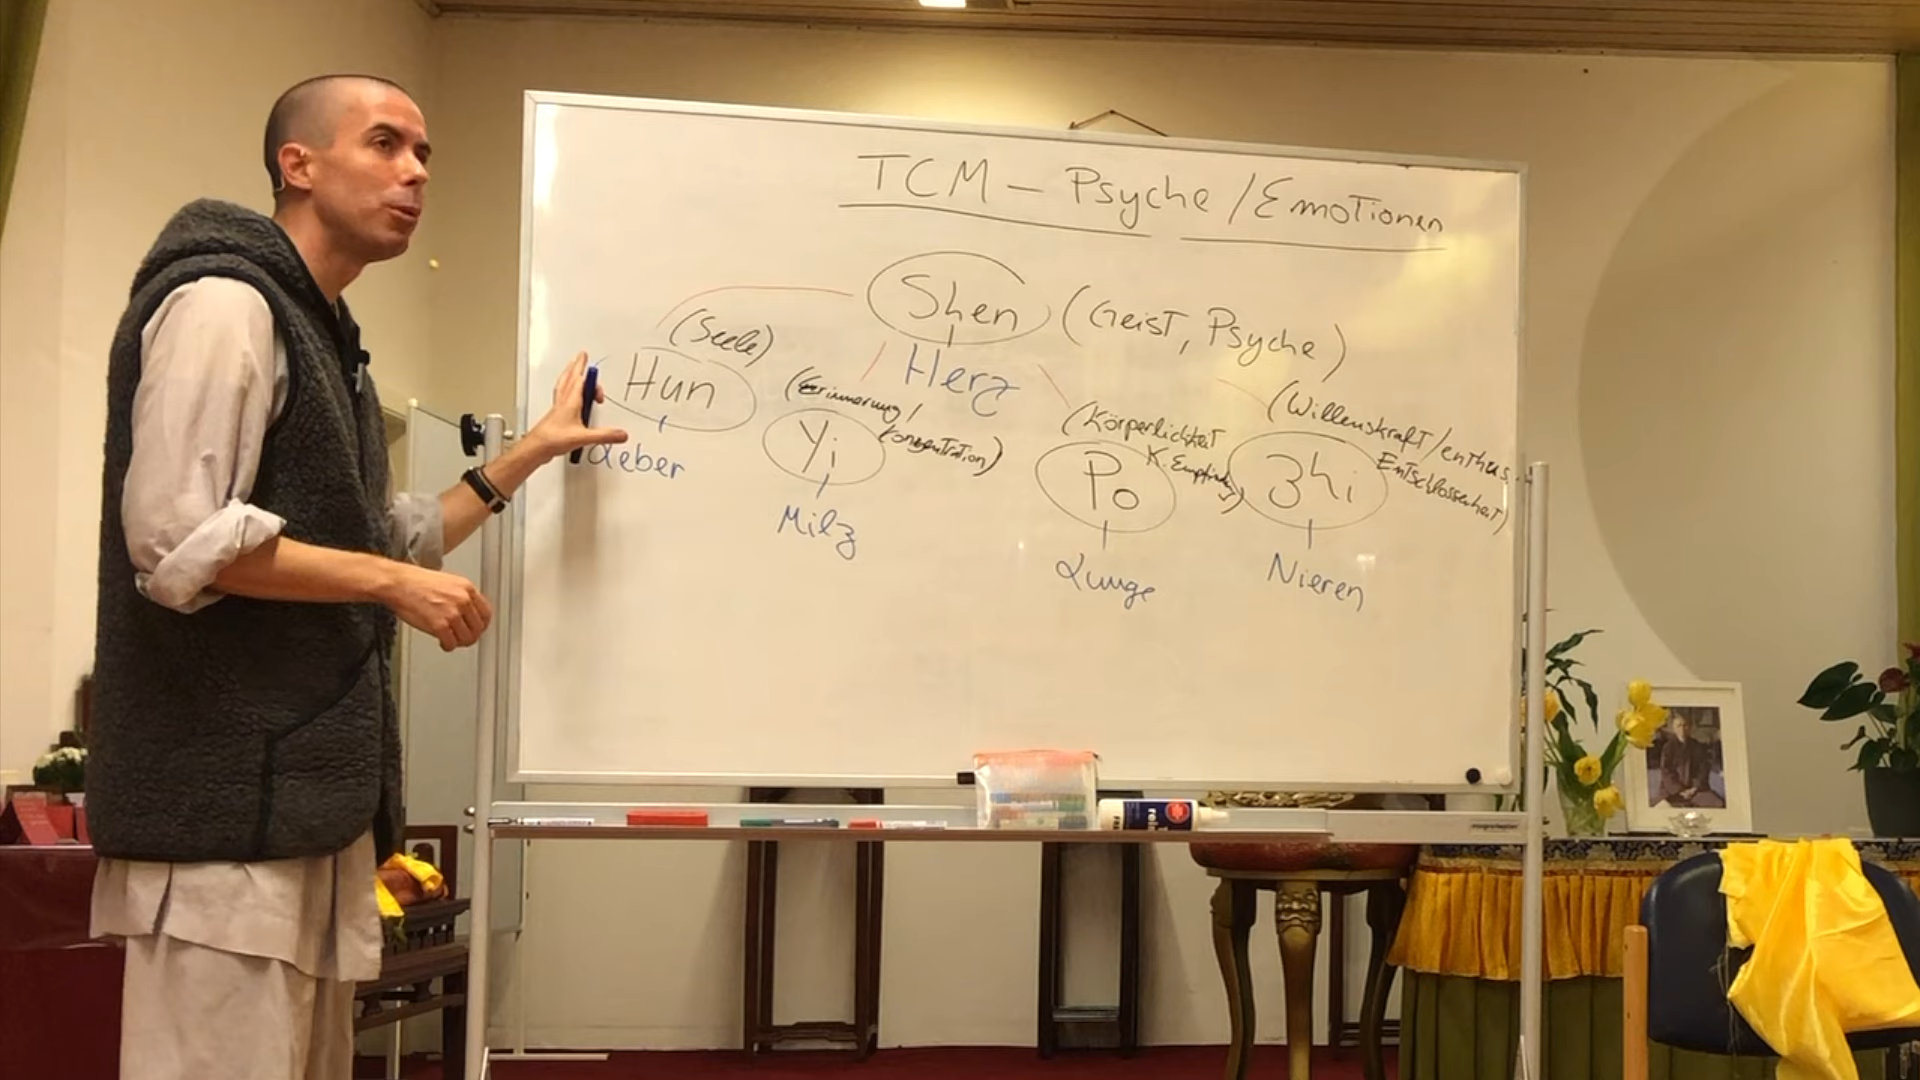 TCM – Psyche / Emotionen
Shen (Geist, Psyche)
Herz
(Seele)
Hun
Leber
(Erinnerung/
Konzentration)
Yi
Milz
(Körperlichkeit
K. Empfindg)
Po
Lunge
(Willenskraft/enthus.
Entschlossenheit)
Zhi
Nieren